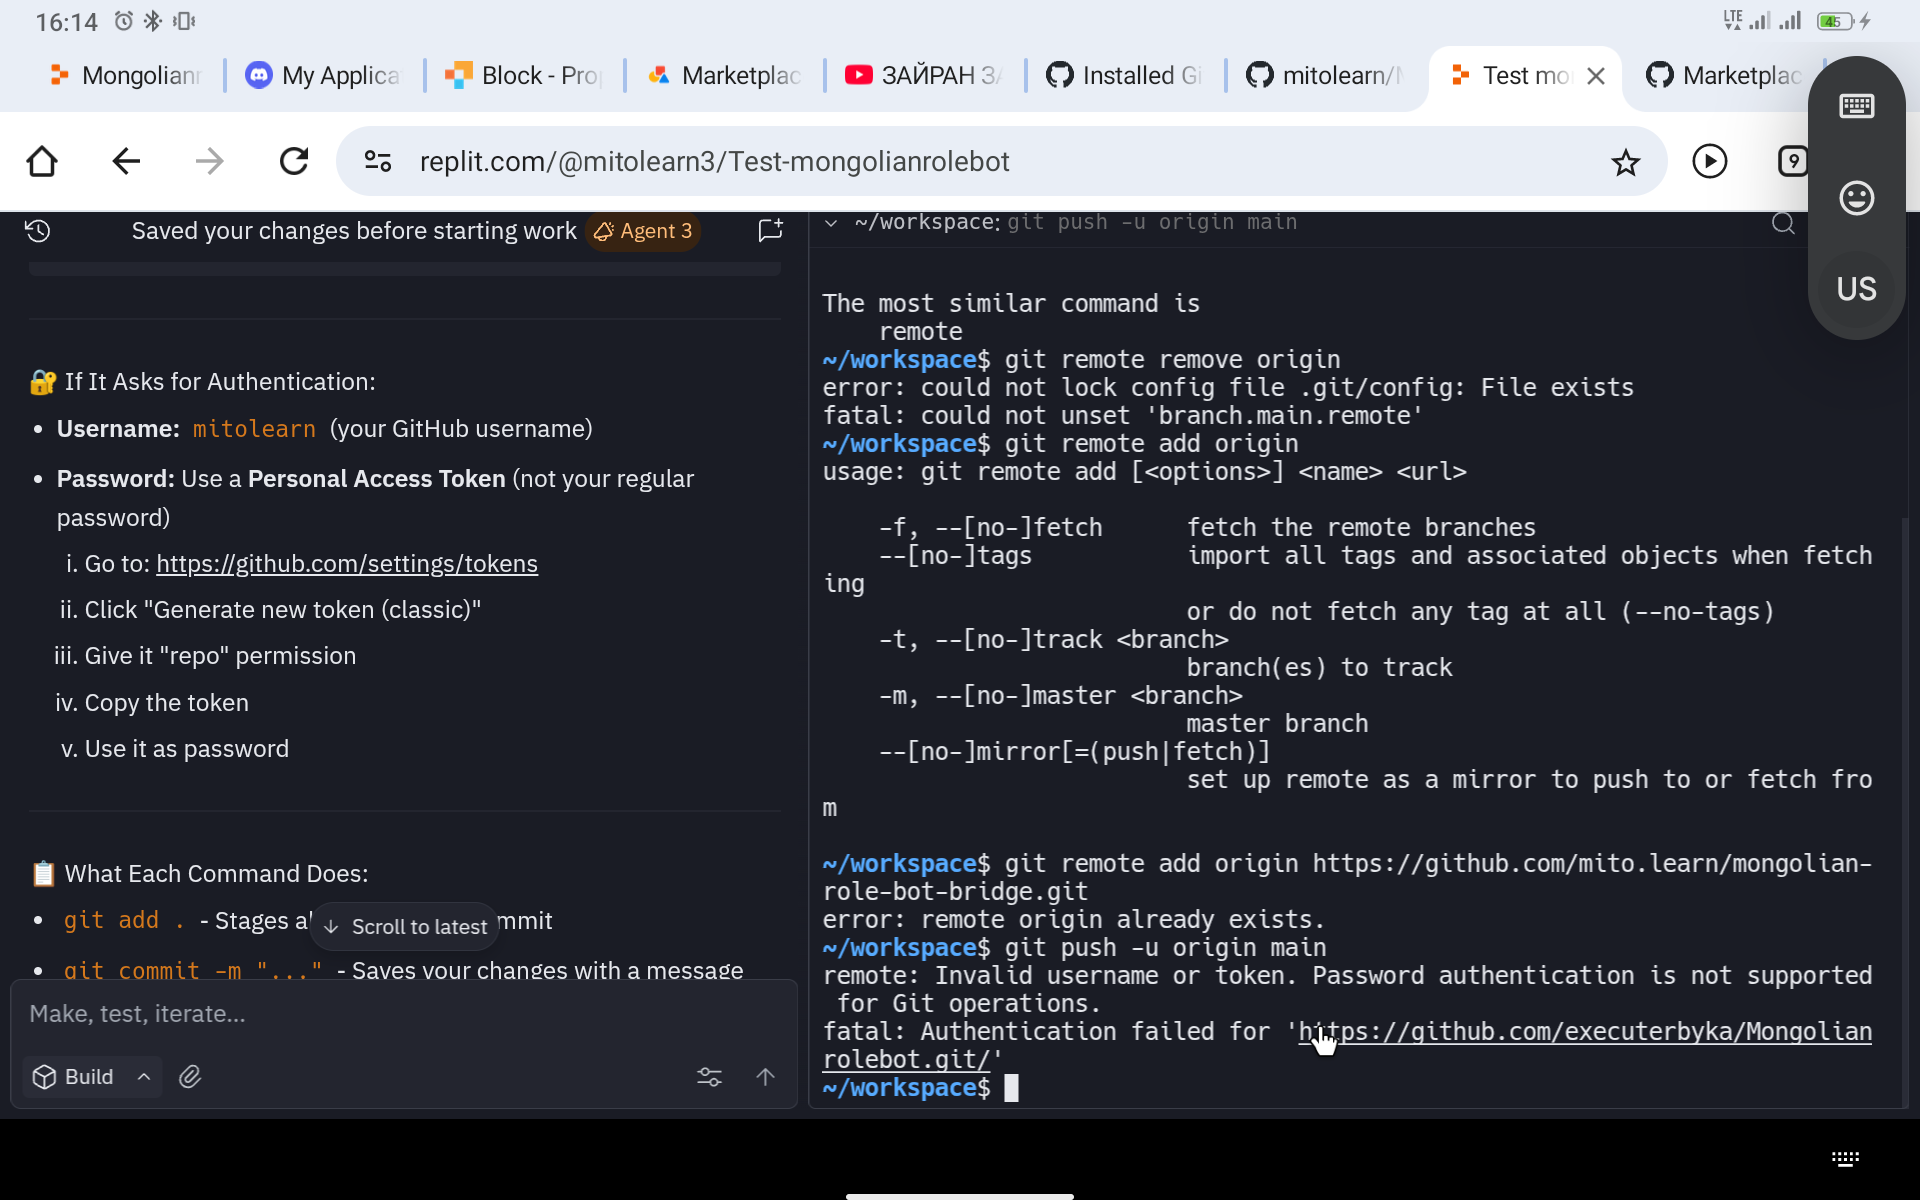 16:14
LTE
45
Mongolian
My Applica
Block - Pro
Marketplac
ЗАЙРАН ЗА
Installed Gi
mitolearn/
Test mo
Marketplac
replit.com/@mitolearn3/Test-mongolianrolebot
9
US
Saved your changes before starting work
Agent 3
🔐 If It Asks for Authentication:
• Username: mitolearn (your GitHub username)
• Password: Use a Personal Access Token (not your regular
password)
i. Go to: https://github.com/settings/tokens
ii. Click "Generate new token (classic)"
iii. Give it "repo" permission
iv. Copy the token
v. Use it as password
📋 What Each Command Does:
• git add . - Stages al
mmit
↓ Scroll to latest
• git commit -m "..." - Saves your changes with a message
Make, test, iterate...
Build
~/workspace: git push -u origin main
The most similar command is
remote
~/workspace$ git remote remove origin
error: could not lock config file .git/config: File exists
fatal: could not unset 'branch.main.remote'
~/workspace$ git remote add origin
usage: git remote add [<options>] <name> <url>
-f, --[no-]fetch fetch the remote branches
--[no-]tags import all tags and associated objects when fetch
ing
or do not fetch any tag at all (--no-tags)
-t, --[no-]track <branch>
branch(es) to track
-m, --[no-]master <branch>
master branch
--[no-]mirror[=(push|fetch)]
set up remote as a mirror to push to or fetch fro
m
~/workspace$ git remote add origin https://github.com/mito.learn/mongolian-
role-bot-bridge.git
error: remote origin already exists.
~/workspace$ git push -u origin main
remote: Invalid username or token. Password authentication is not supported
for Git operations.
fatal: Authentication failed for 'https://github.com/executerbyka/Mongolian
rolebot.git/'
~/workspace$